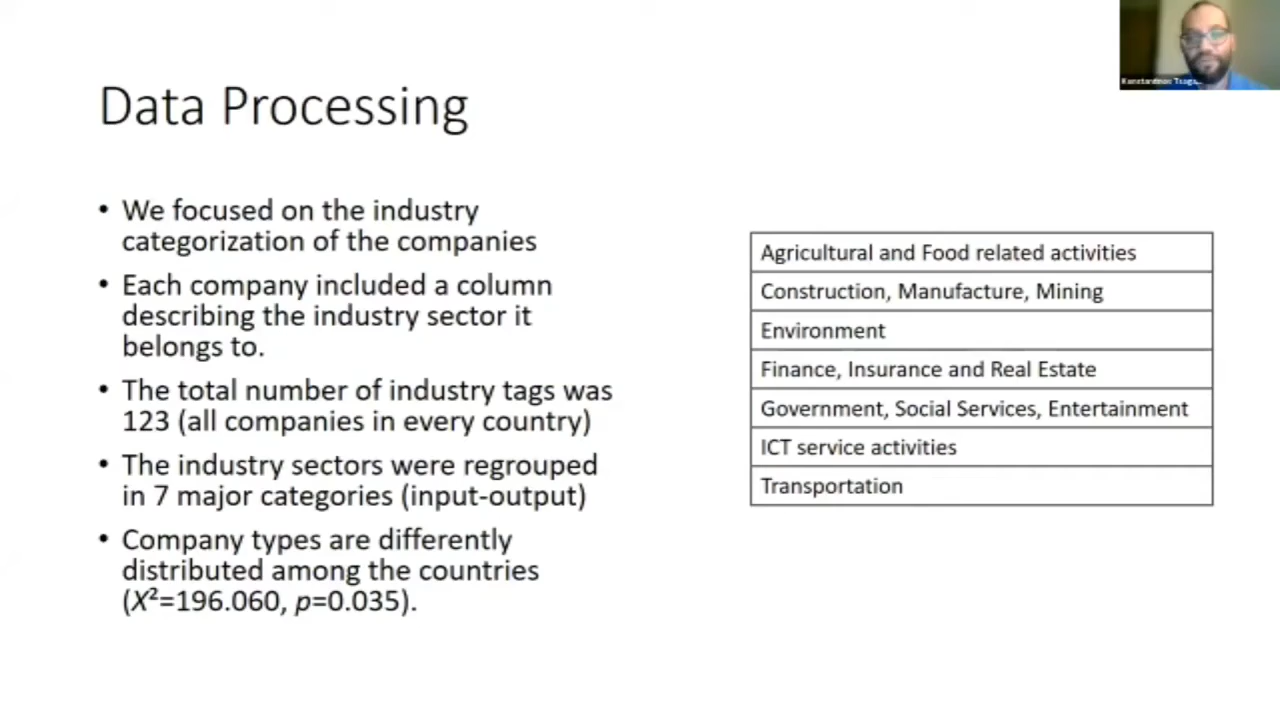 Data Processing
• We focused on the industry
categorization of the companies
• Each company included a column
describing the industry sector it
belongs to.
• The total number of industry tags was
123 (all companies in every country)
• The industry sectors were regrouped
in 7 major categories (input-output)
• Company types are differently
distributed among the countries
(X²=196.060, p=0.035).
Agricultural and Food related activities
Construction, Manufacture, Mining
Environment
Finance, Insurance and Real Estate
Government, Social Services, Entertainment
ICT service activities
Transportation